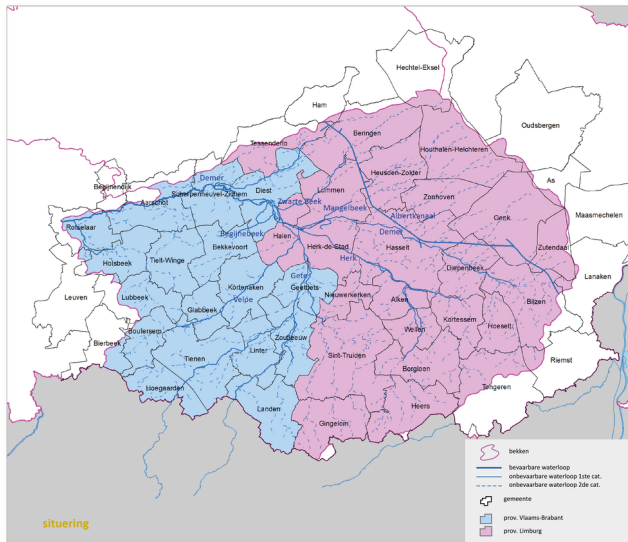 Hechtel-Eksel
Ham
Oudsbergen
Beringen
Tessenderlo
Houthalen-Helchteren
Heusden-Zolder
As
Demer
Begijnendijk
Scherpenheuvel-Zichem
Diest
Lummen
Zonhoven
Aarschot
Zwarte Beek
Mangelbeek
Albertkanaal
Genk
Maasmechelen
Rotselaar
Begijnebeek
Halen
Demer
Bekkevoort
Herk-de-Stad
Hasselt
Zutendaal
Holsbeek
Tielt-Winge
Herk
Diepenbeek
Lanaken
Gete
Geetbets
Leuven
Lubbeek
Kortenaken
Nieuwerkerken
Alken
Bilzen
Velpe
Glabbeek
Kortessem
Boutersem
Zoutleeuw
Wellen
Hoeselt
Bierbeek
Linter
Tienen
Sint-Truiden
Riemst
Borgloon
Hoegaarden
Tongeren
Landen
Heers
Gingelom
bekken
bevaarbare waterloop
onbevaarbare waterloop 1ste cat.
onbevaarbare waterloop 2de cat.
gemeente
prov. Vlaams-Brabant
prov. Limburg
situering